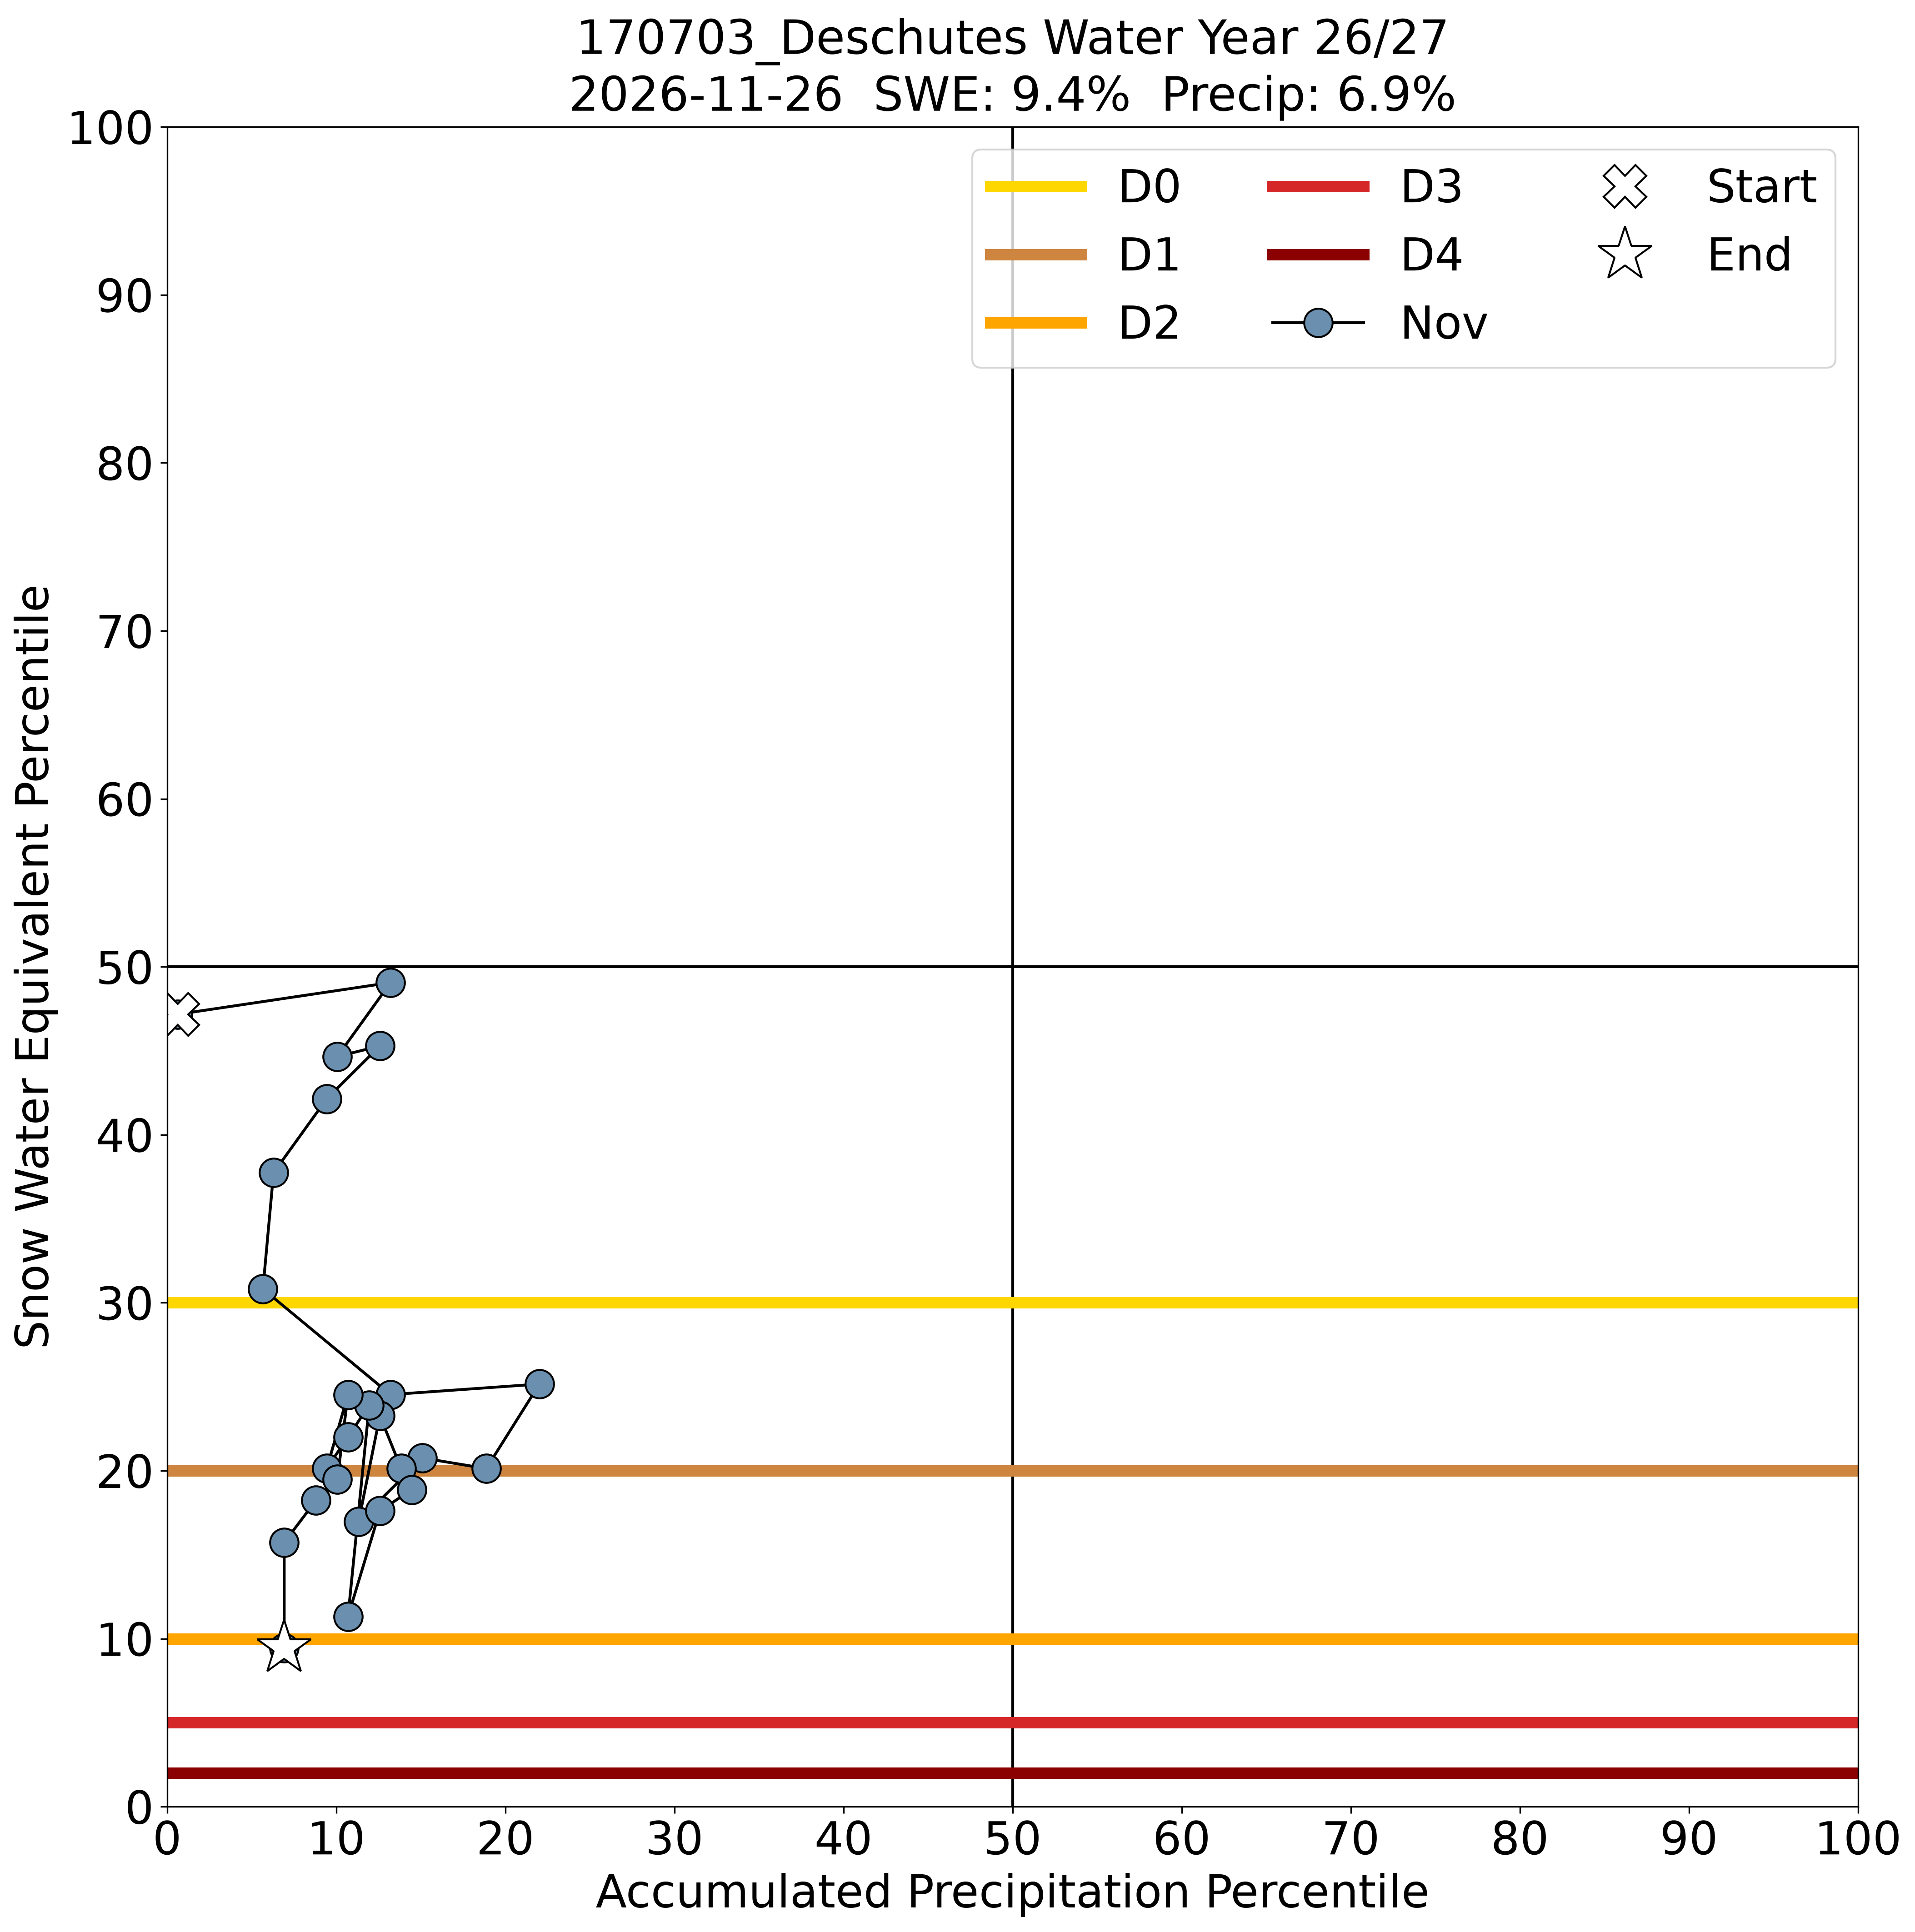 170703_Deschutes Water Year 26/27
2026-11-26  SWE: 9.4%  Precip: 6.9%
D0
D1
D2
D3
D4
Nov
Start
End
Snow Water Equivalent Percentile
100
90
80
70
60
50
40
30
20
10
0
0 10 20 30 40 50 60 70 80 90 100
Accumulated Precipitation Percentile